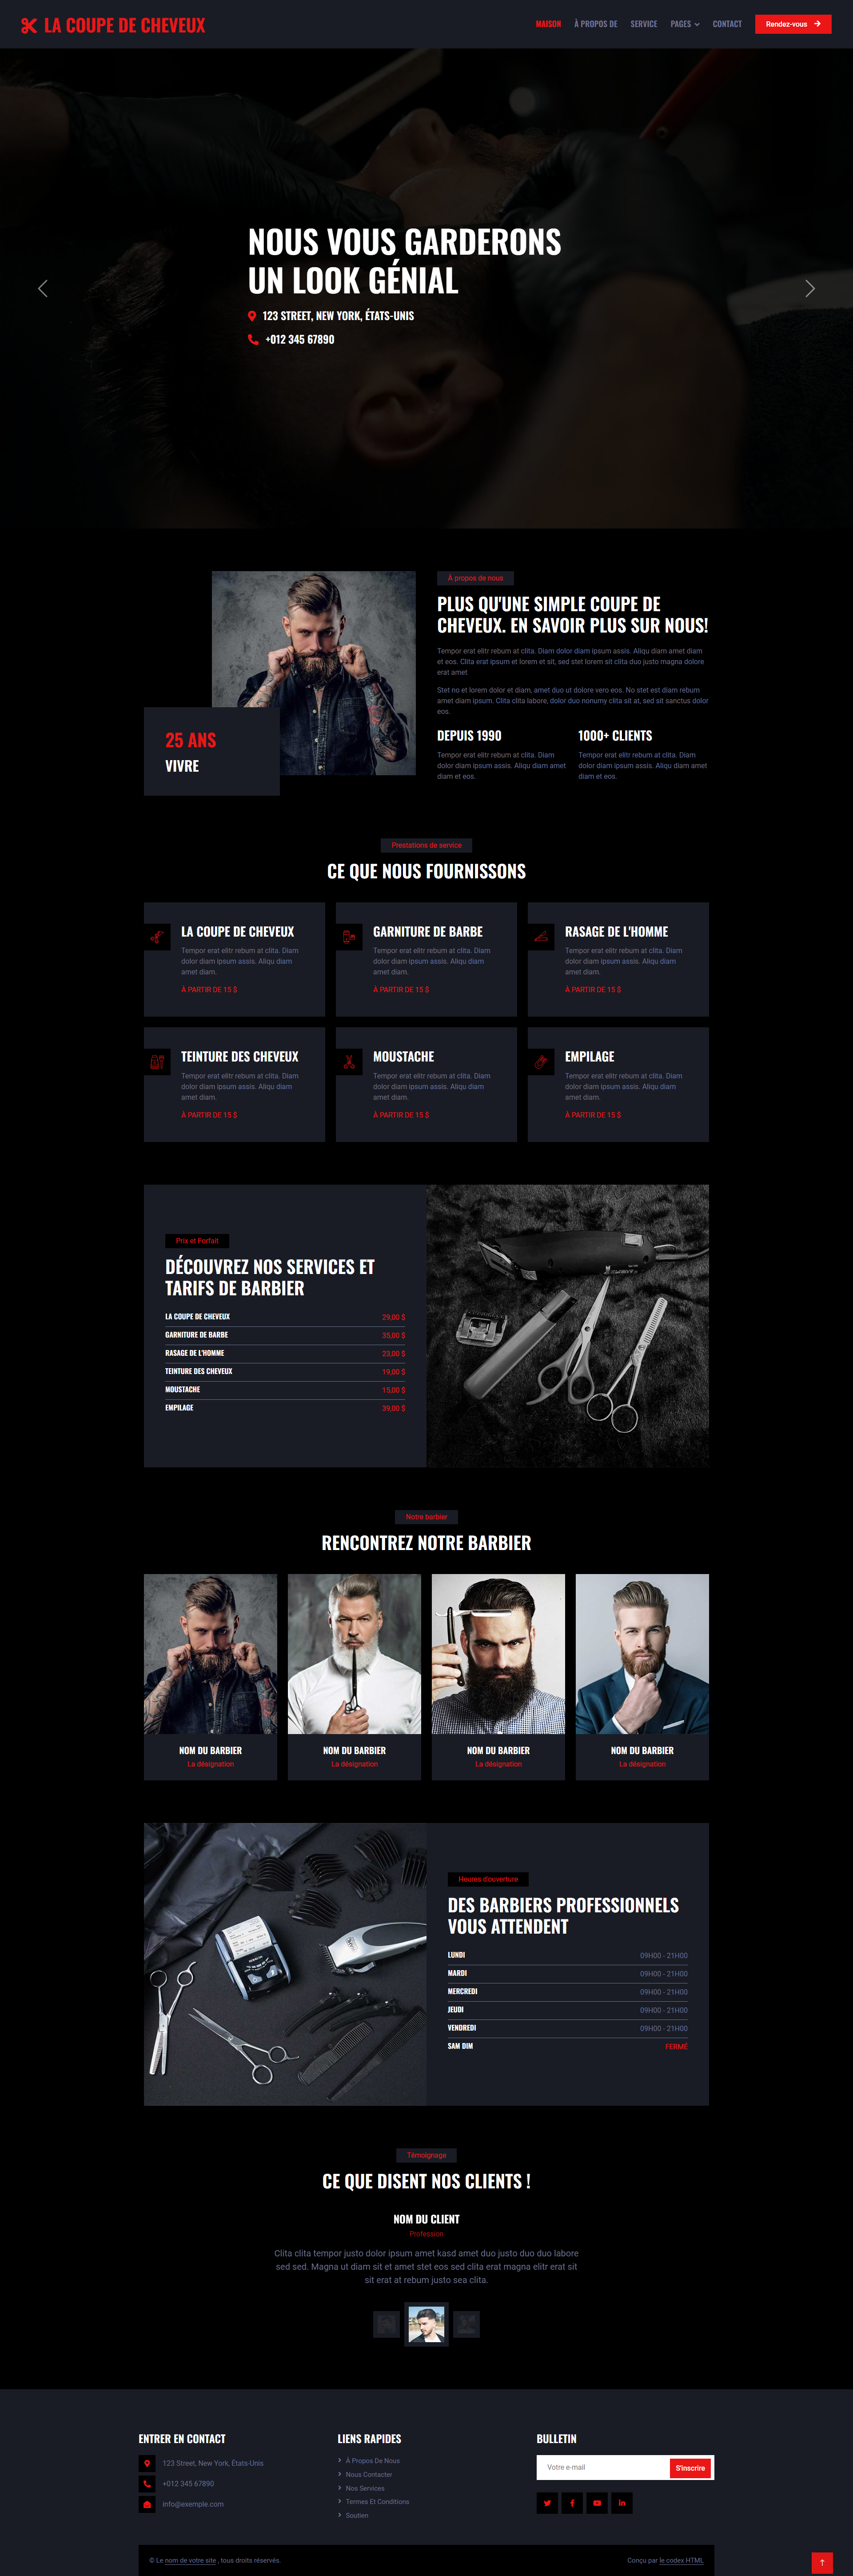 LA COUPE DE CHEVEUX
MAISON
À PROPOS DE
SERVICE
PAGES
CONTACT
Rendez-vous
NOUS VOUS GARDERONS
UN LOOK GÉNIAL
123 STREET, NEW YORK, ÉTATS-UNIS
+012 345 67890
25 ANS
VIVRE
À propos de nous
PLUS QU'UNE SIMPLE COUPE DE
CHEVEUX. EN SAVOIR PLUS SUR NOUS!
Tempor erat elitr rebum at clita. Diam dolor diam ipsum assis. Aliqu diam amet diam
et eos. Clita erat ipsum et lorem et sit, sed stet lorem sit clita duo justo magna dolore
erat amet
Stet no et lorem dolor et diam, amet duo ut dolore vero eos. No stet est diam rebum
amet diam ipsum. Clita clita labore, dolor duo nonumy clita sit at, sed sit sanctus dolor
eos.
DEPUIS 1990
Tempor erat elitr rebum at clita. Diam
dolor diam ipsum assis. Aliqu diam amet
diam et eos.
1000+ CLIENTS
Tempor erat elitr rebum at clita. Diam
dolor diam ipsum assis. Aliqu diam amet
diam et eos.
Prestations de service
CE QUE NOUS FOURNISSONS
LA COUPE DE CHEVEUX
Tempor erat elitr rebum at clita. Diam
dolor diam ipsum assis. Aliqu diam
amet diam.
À PARTIR DE 15 $
GARNITURE DE BARBE
Tempor erat elitr rebum at clita. Diam
dolor diam ipsum assis. Aliqu diam
amet diam.
À PARTIR DE 15 $
RASAGE DE L'HOMME
Tempor erat elitr rebum at clita. Diam
dolor diam ipsum assis. Aliqu diam
amet diam.
À PARTIR DE 15 $
TEINTURE DES CHEVEUX
Tempor erat elitr rebum at clita. Diam
dolor diam ipsum assis. Aliqu diam
amet diam.
À PARTIR DE 15 $
MOUSTACHE
Tempor erat elitr rebum at clita. Diam
dolor diam ipsum assis. Aliqu diam
amet diam.
À PARTIR DE 15 $
EMPILAGE
Tempor erat elitr rebum at clita. Diam
dolor diam ipsum assis. Aliqu diam
amet diam.
À PARTIR DE 15 $
Prix et Forfait
DÉCOUVREZ NOS SERVICES ET
TARIFS DE BARBIER
LA COUPE DE CHEVEUX 29,00 $
GARNITURE DE BARBE 35,00 $
RASAGE DE L'HOMME 23,00 $
TEINTURE DES CHEVEUX 19,00 $
MOUSTACHE 15,00 $
EMPILAGE 39,00 $
Notre barbier
RENCONTREZ NOTRE BARBIER
NOM DU BARBIER
La désignation
NOM DU BARBIER
La désignation
NOM DU BARBIER
La désignation
NOM DU BARBIER
La désignation
Heures d'ouverture
DES BARBIERS PROFESSIONNELS
VOUS ATTENDENT
LUNDI 09H00 - 21H00
MARDI 09H00 - 21H00
MERCREDI 09H00 - 21H00
JEUDI 09H00 - 21H00
VENDREDI 09H00 - 21H00
SAM DIM FERMÉ
Témoignage
CE QUE DISENT NOS CLIENTS !
NOM DU CLIENT
Profession
Clita clita tempor justo dolor ipsum amet kasd amet duo justo duo duo labore
sed sed. Magna ut diam sit et amet stet eos sed clita erat magna elitr erat sit
sit erat at rebum justo sea clita.
ENTRER EN CONTACT
123 Street, New York, États-Unis
+012 345 67890
info@exemple.com
LIENS RAPIDES
À Propos De Nous
Nous Contacter
Nos Services
Termes Et Conditions
Soutien
BULLETIN
Votre e-mail
S'inscrire
© Le nom de votre site , tous droits réservés.
Conçu par le codex HTML